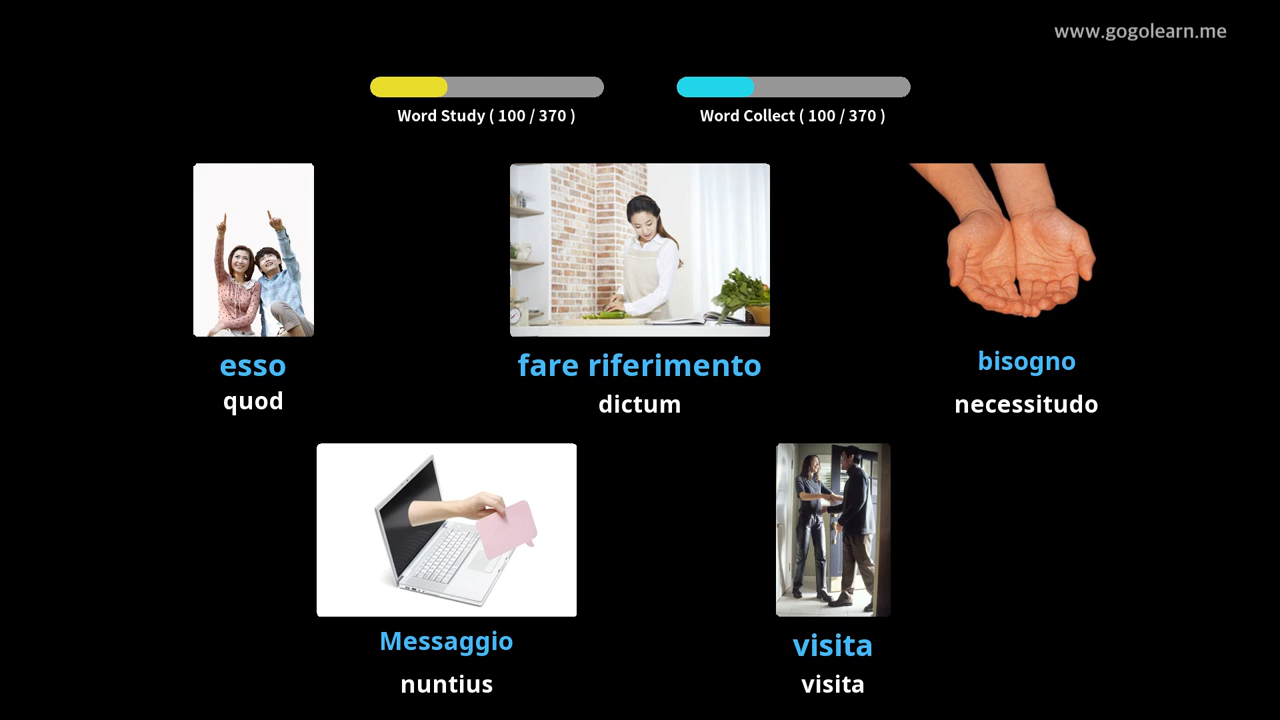 www.gogolearn.me
Word Study ( 100 / 370 )
Word Collect ( 100 / 370 )
esso
quod
fare riferimento
dictum
bisogno
necessitudo
Messaggio
nuntius
visita
visita